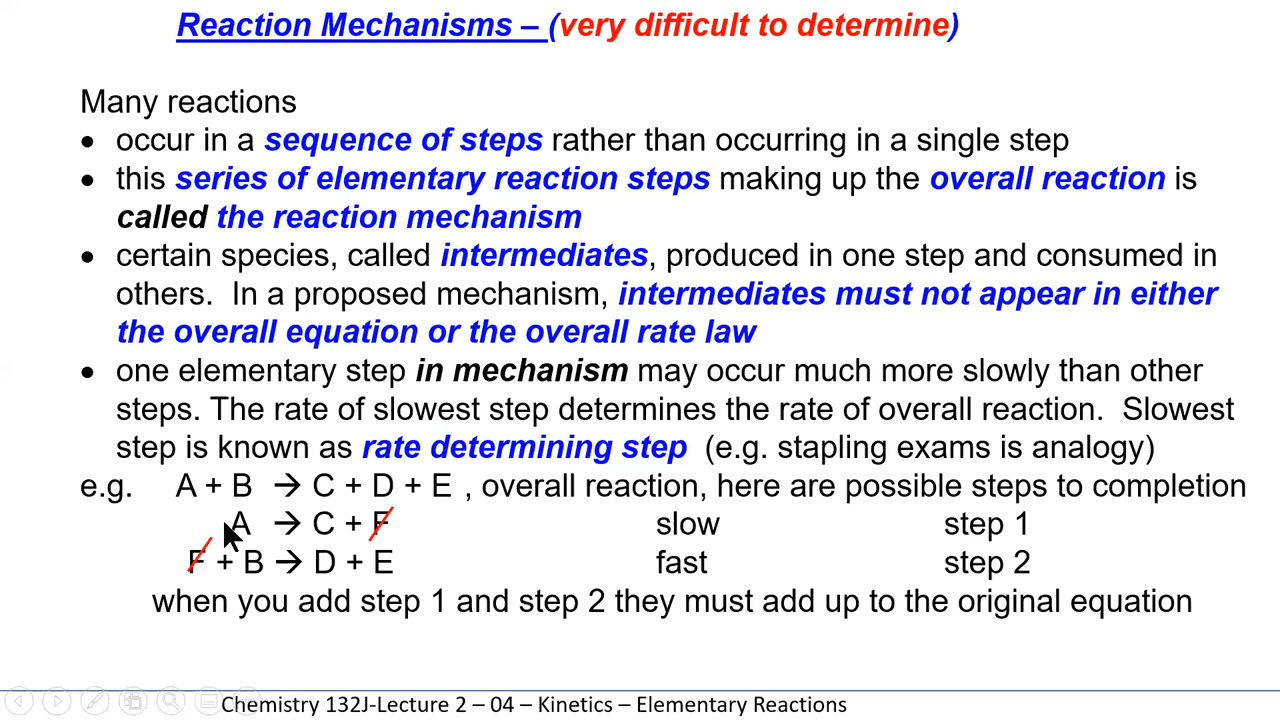 Reaction Mechanisms – (very difficult to determine)
Many reactions
• occur in a sequence of steps rather than occurring in a single step
• this series of elementary reaction steps making up the overall reaction is
called the reaction mechanism
• certain species, called intermediates, produced in one step and consumed in
others. In a proposed mechanism, intermediates must not appear in either
the overall equation or the overall rate law
• one elementary step in mechanism may occur much more slowly than other
steps. The rate of slowest step determines the rate of overall reaction. Slowest
step is known as rate determining step (e.g. stapling exams is analogy)
e.g. A + B → C + D + E , overall reaction, here are possible steps to completion
A → C + F slow step 1
F + B → D + E fast step 2
when you add step 1 and step 2 they must add up to the original equation
Chemistry 132J-Lecture 2 – 04 – Kinetics – Elementary Reactions